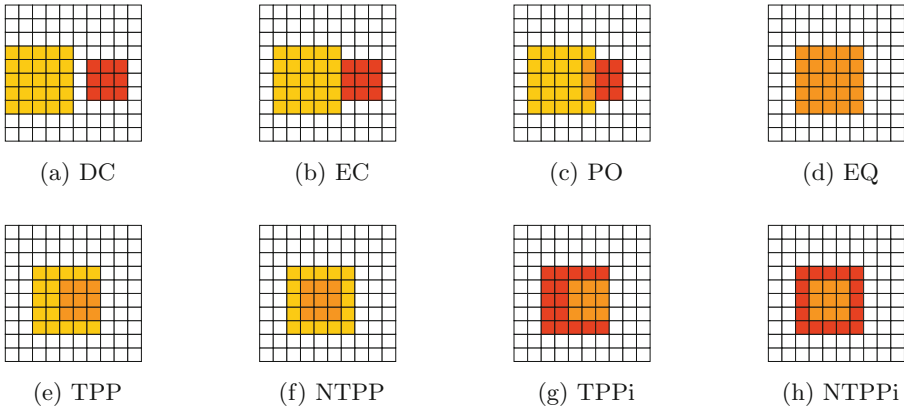 (a) DC
(b) EC
(c) PO
(d) EQ
(e) TPP
(f) NTPP
(g) TPPi
(h) NTPPi